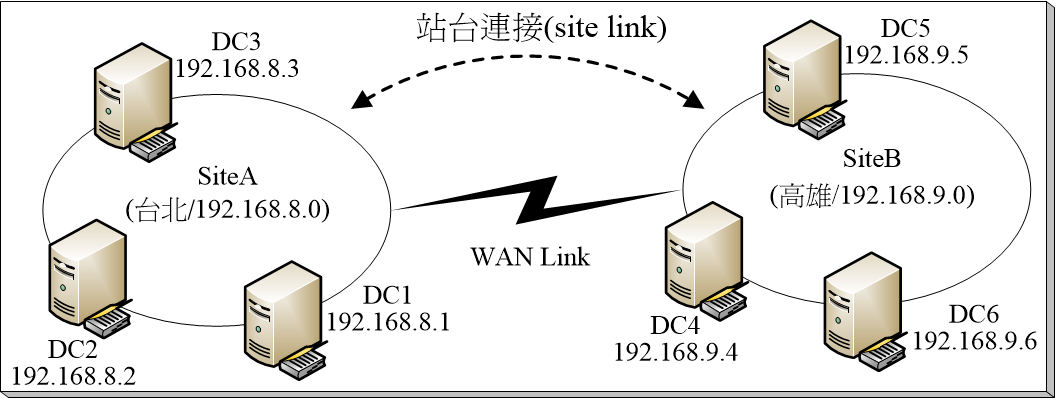 站台連接(site link)
DC3
192.168.8.3
DC5
192.168.9.5
SiteA
(台北/192.168.8.0)
SiteB
(高雄/192.168.9.0)
WAN Link
DC1
192.168.8.1
DC2
192.168.8.2
DC4
192.168.9.4
DC6
192.168.9.6